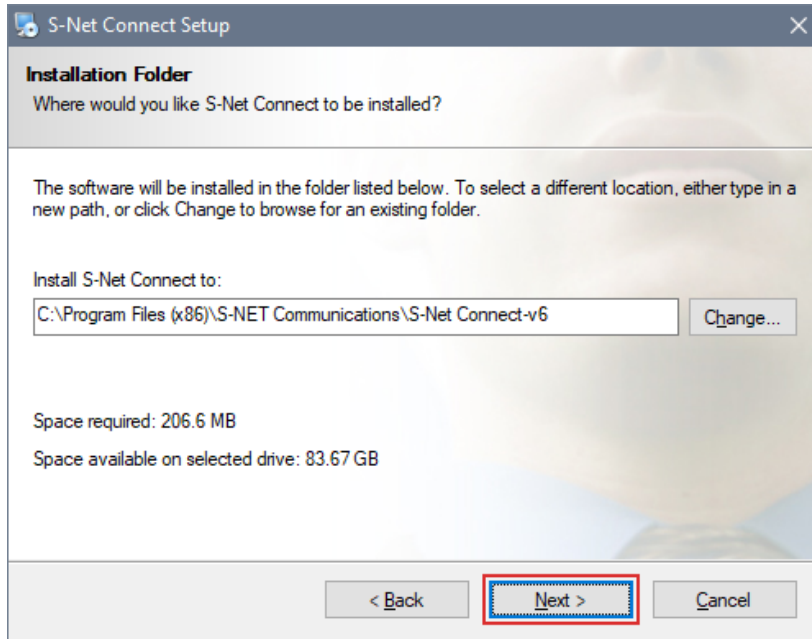 S-Net Connect Setup
Installation Folder
Where would you like S-Net Connect to be installed?
The software will be installed in the folder listed below. To select a different location, either type in a
new path, or click Change to browse for an existing folder.
Install S-Net Connect to:
C:\Program Files (x86)\S-NET Communications\S-Net Connect-v6
Change...
Space required: 206.6 MB
Space available on selected drive: 83.67 GB
< Back
Next >
Cancel